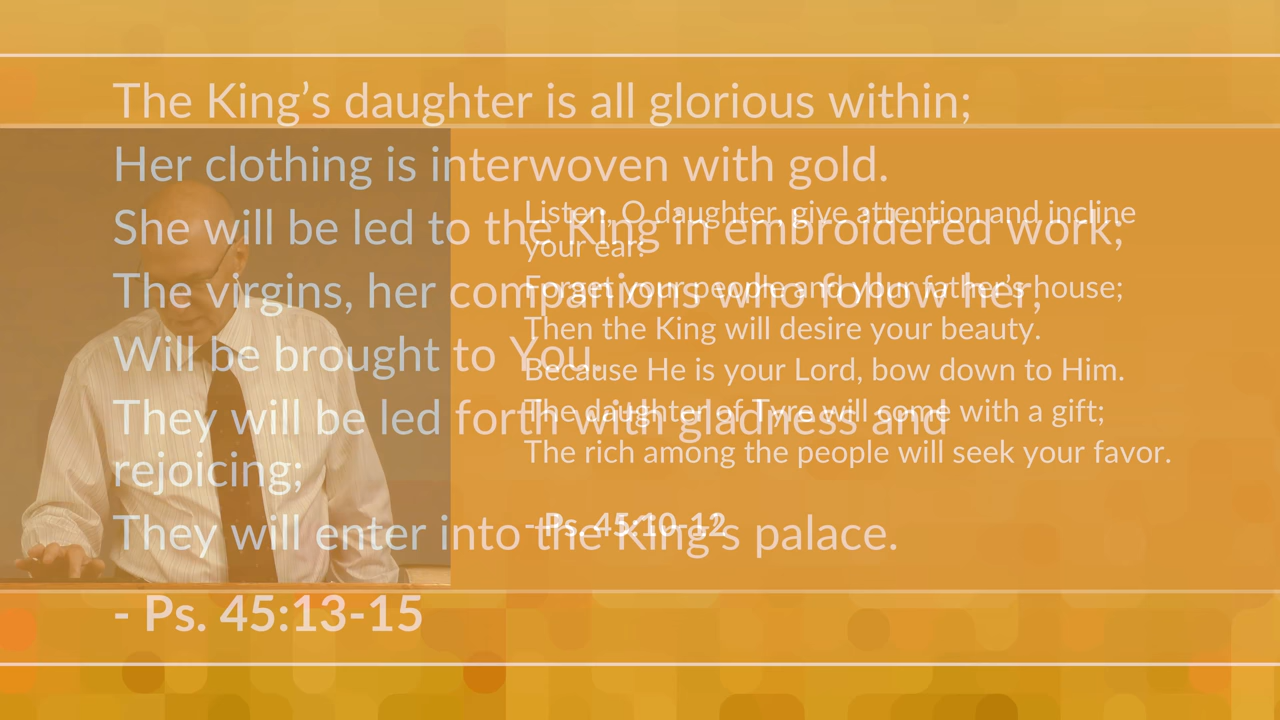 The King’s daughter is all glorious within;
Her clothing is interwoven with gold.
She will be led to the King in embroidered work;
The virgins, her companions who follow her,
Will be brought to You.
They will be led forth with gladness and
rejoicing;
They will enter into the King’s palace.
- Ps. 45:13-15
Listen, O daughter, give attention and incline
your ear:
Forget your people and your father’s house;
Then the King will desire your beauty.
Because He is your Lord, bow down to Him.
The daughter of Tyre will come with a gift;
The rich among the people will seek your favor.
- Ps. 45:10-12